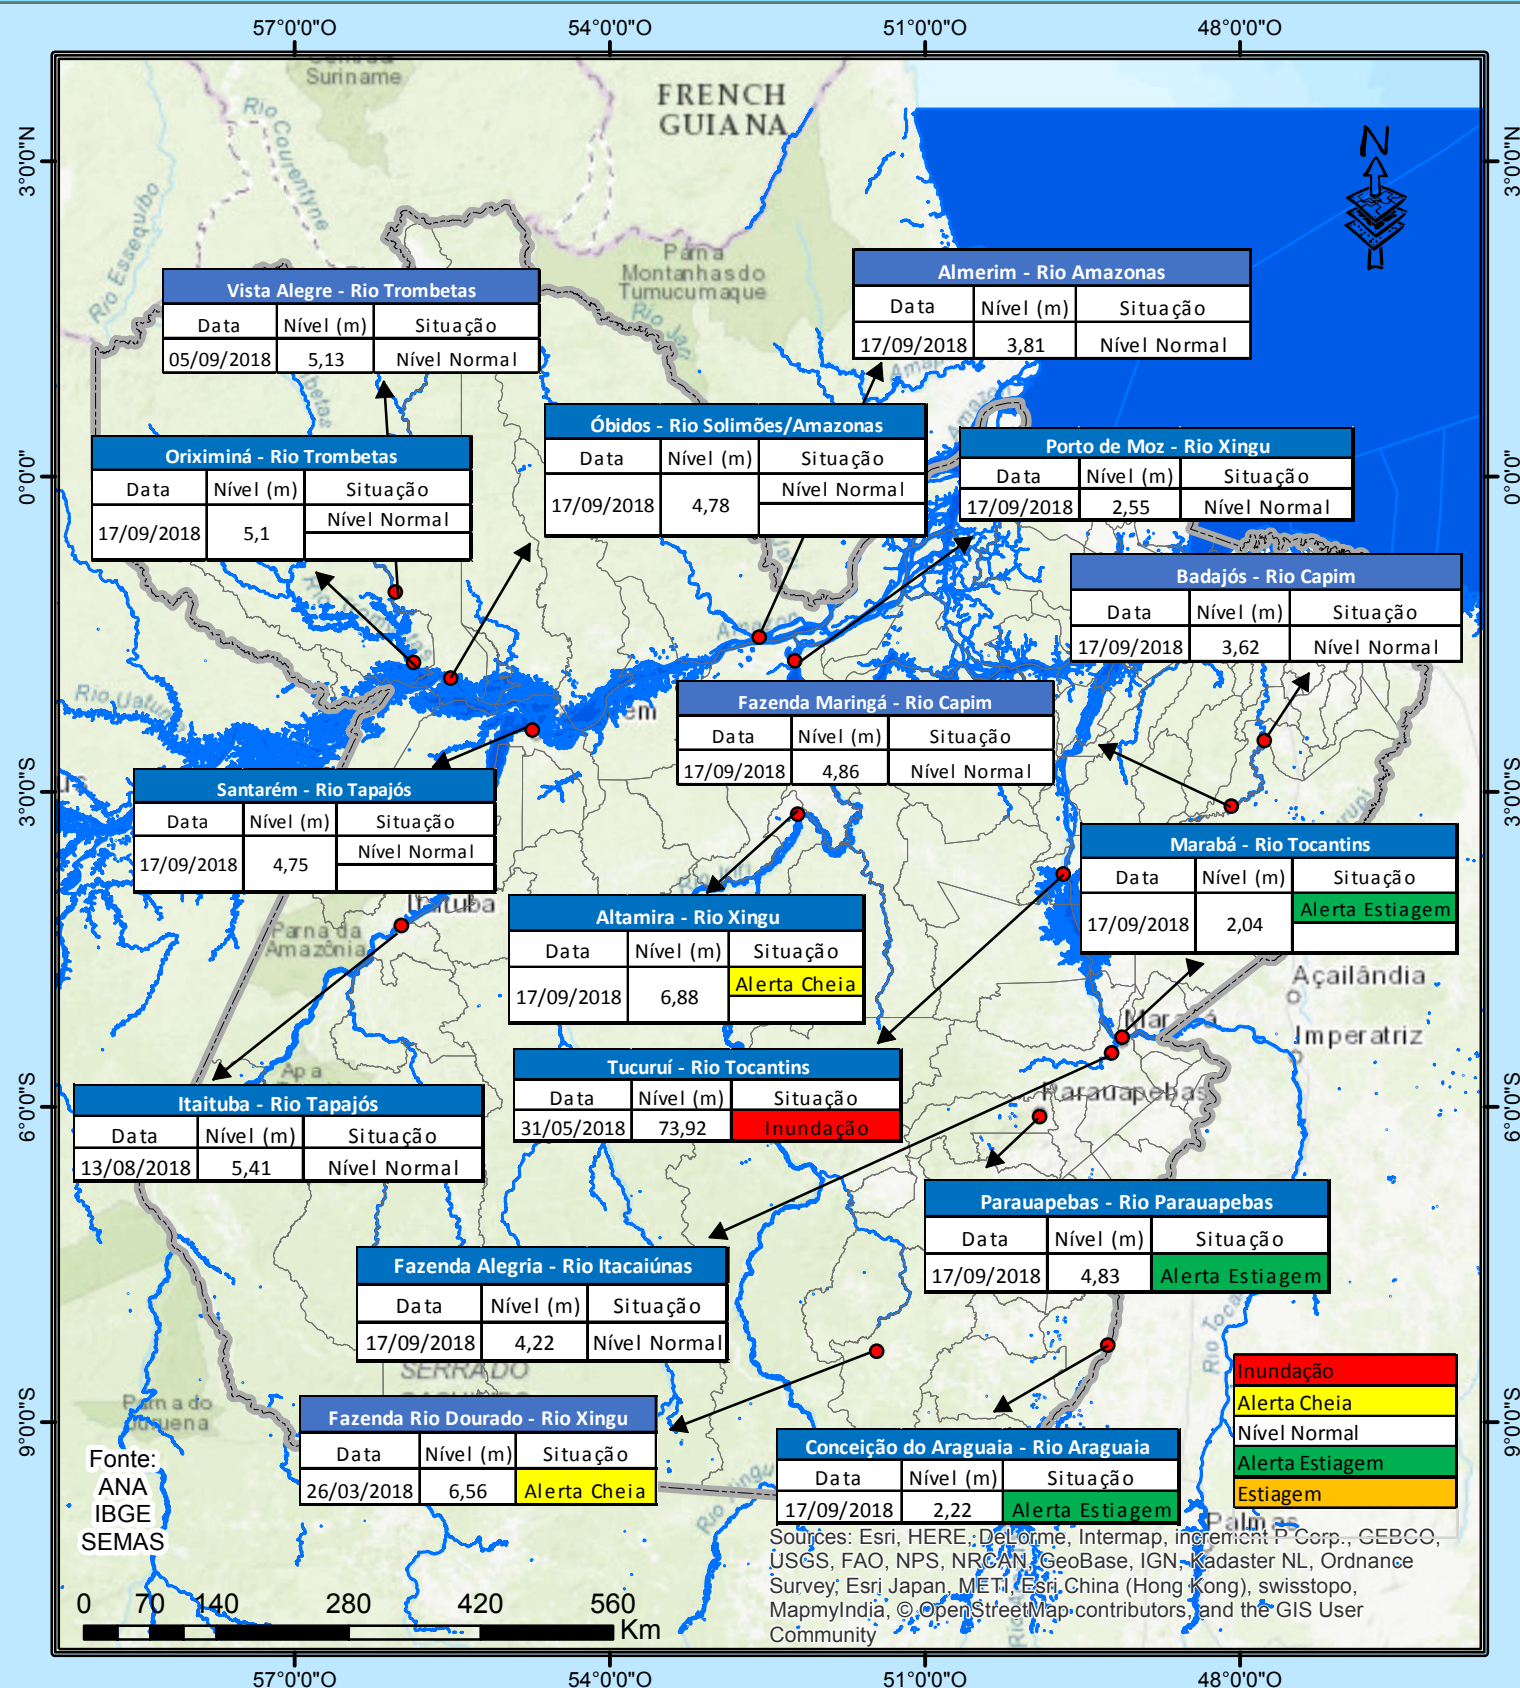 57°0'0"O
54°0'0"O
51°0'0"O
48°0'0"O
3°0'0"N
0°0'0"
3°0'0"S
6°0'0"S
9°0'0"S
3°0'0"N
0°0'0"
3°0'0"S
6°0'0"S
9°0'0"S
Suriname
FRENCH
GUIANA
Rio Courentyne
Rio Essequibo
N
Parna
Montanhas do
Tumucumaque
Rio Jari
Vista Alegre - Rio Trombetas
Data Nível (m) Situação
05/09/2018 5,13 Nível Normal
Almerim - Rio Amazonas
Data Nível (m) Situação
17/09/2018 3,81 Nível Normal
Óbidos - Rio Solimões/Amazonas
Data Nível (m) Situação
17/09/2018 4,78 Nível Normal
Oriximiná - Rio Trombetas
Data Nível (m) Situação
17/09/2018 5,1 Nível Normal
Porto de Moz - Rio Xingu
Data Nível (m) Situação
17/09/2018 2,55 Nível Normal
Badajós - Rio Capim
Data Nível (m) Situação
17/09/2018 3,62 Nível Normal
Amazon
Fazenda Maringá - Rio Capim
Data Nível (m) Situação
17/09/2018 4,86 Nível Normal
Santarém - Rio Tapajós
Data Nível (m) Situação
17/09/2018 4,75 Nível Normal
Marabá - Rio Tocantins
Data Nível (m) Situação
17/09/2018 2,04 Alerta Estiagem
Itaituba
Parna da
Amazônia
Altamira - Rio Xingu
Data Nível (m) Situação
17/09/2018 6,88 Alerta Cheia
Açailândia
Marabá
Imperatriz
Tucuruí - Rio Tocantins
Data Nível (m) Situação
31/05/2018 73,92 Inundação
Parauapebas
Itaituba - Rio Tapajós
Data Nível (m) Situação
13/08/2018 5,41 Nível Normal
Parauapebas - Rio Parauapebas
Data Nível (m) Situação
17/09/2018 4,83 Alerta Estiagem
Fazenda Alegria - Rio Itacaiúnas
Data Nível (m) Situação
17/09/2018 4,22 Nível Normal
SERRA DO
Fazenda Rio Dourado - Rio Xingu
Data Nível (m) Situação
26/03/2018 6,56 Alerta Cheia
Conceição do Araguaia - Rio Araguaia
Data Nível (m) Situação
17/09/2018 2,22 Alerta Estiagem
Rio Xingu
Inundação
Alerta Cheia
Nível Normal
Alerta Estiagem
Estiagem
Palmas
Fonte:
ANA
IBGE
SEMAS
Sources: Esri, HERE, DeLorme, Intermap, increment P Corp., GEBCO,
USGS, FAO, NPS, NRCAN, GeoBase, IGN, Kadaster NL, Ordnance
Survey, Esri Japan, METI, Esri China (Hong Kong), swisstopo,
MapmyIndia, © OpenStreetMap contributors, and the GIS User
Community
0 70 140 280 420 560
Km
57°0'0"O
54°0'0"O
51°0'0"O
48°0'0"O